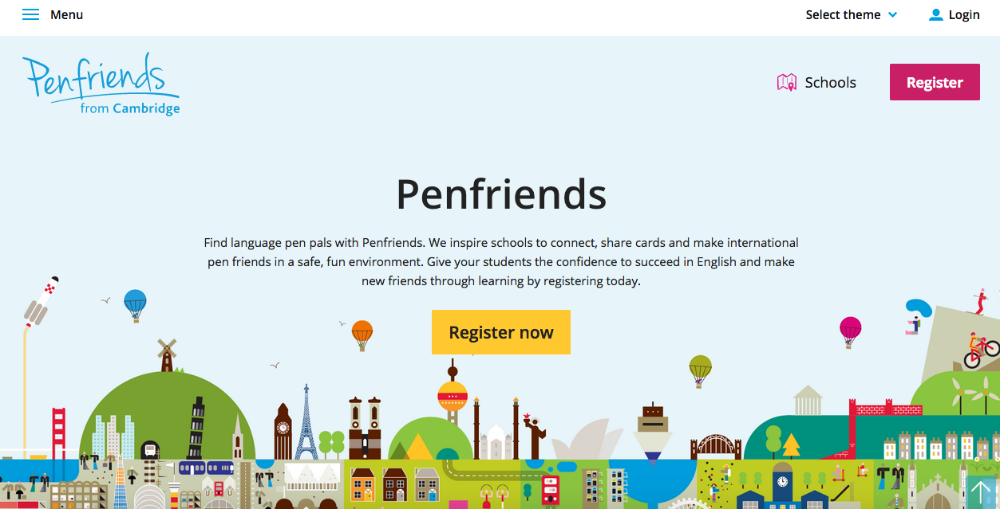 Menu
Select theme
Login
Penfriends
from Cambridge
Schools
Register
Penfriends
Find language pen pals with Penfriends. We inspire schools to connect, share cards and make international
pen friends in a safe, fun environment. Give your students the confidence to succeed in English and make
new friends through learning by registering today.
Register now